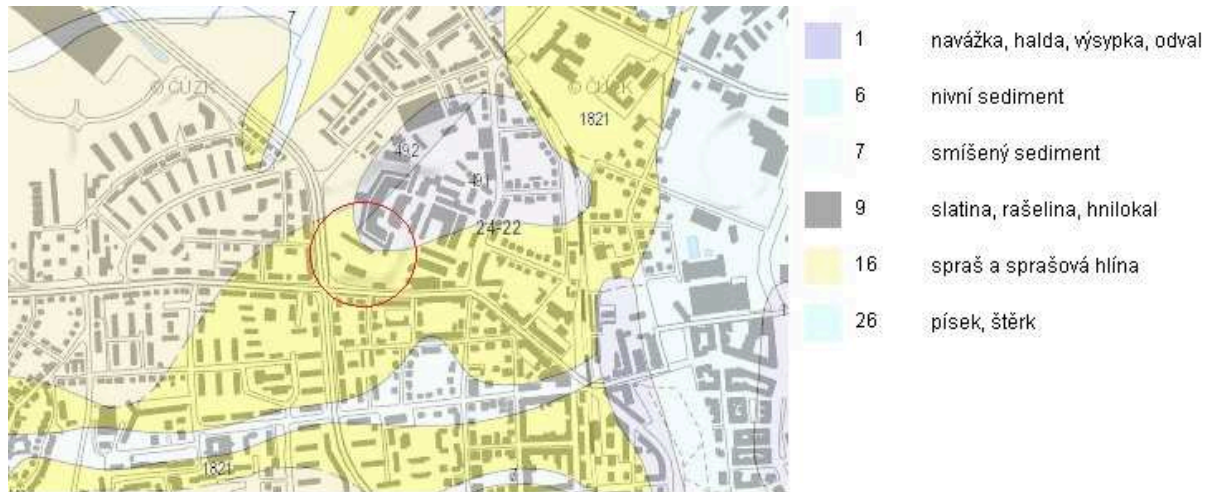 7
© ČÚZK
© ČÚZK
1821
492
491
24-22
1821
6
1 navážka, halda, výsypka, odval
6 nivní sediment
7 smíšený sediment
9 slatina, rašelina, hnilokal
16 spraš a sprašová hlína
26 písek, štěrk